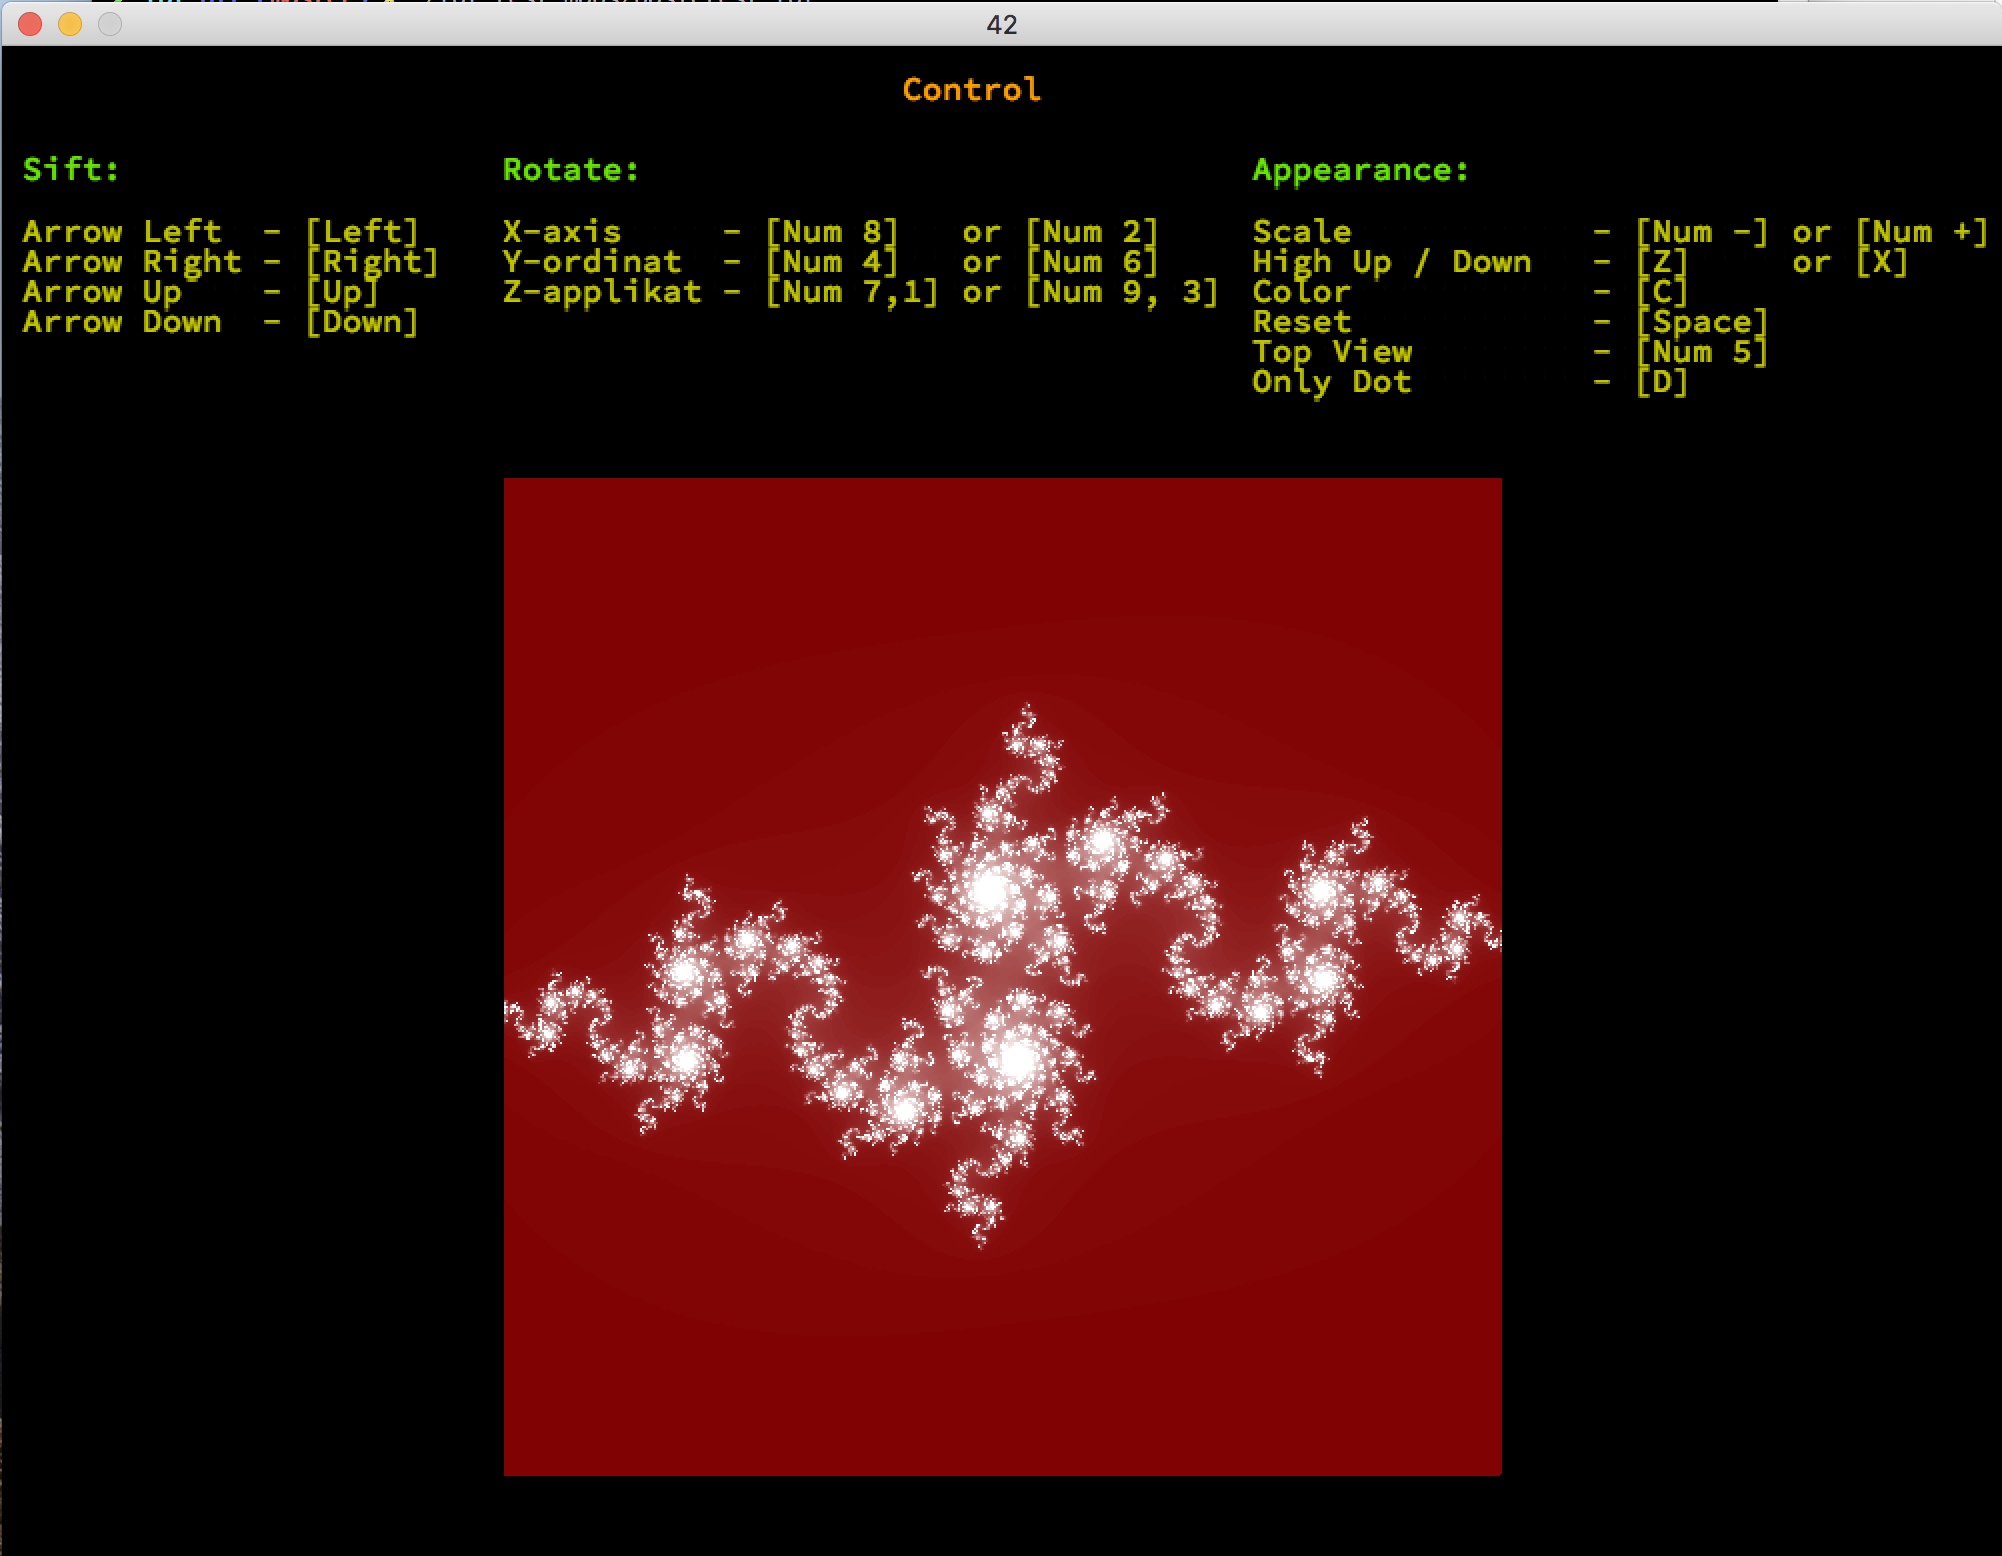 42
Control
Sift:
Arrow Left - [Left]
Arrow Right - [Right]
Arrow Up - [Up]
Arrow Down - [Down]
Rotate:
X-axis - [Num 8] or [Num 2]
Y-ordinat - [Num 4] or [Num 6]
Z-applikat - [Num 7,1] or [Num 9, 3]
Appearance:
Scale - [Num -] or [Num +]
High Up / Down - [Z] or [X]
Color - [C]
Reset - [Space]
Top View - [Num 5]
Only Dot - [D]